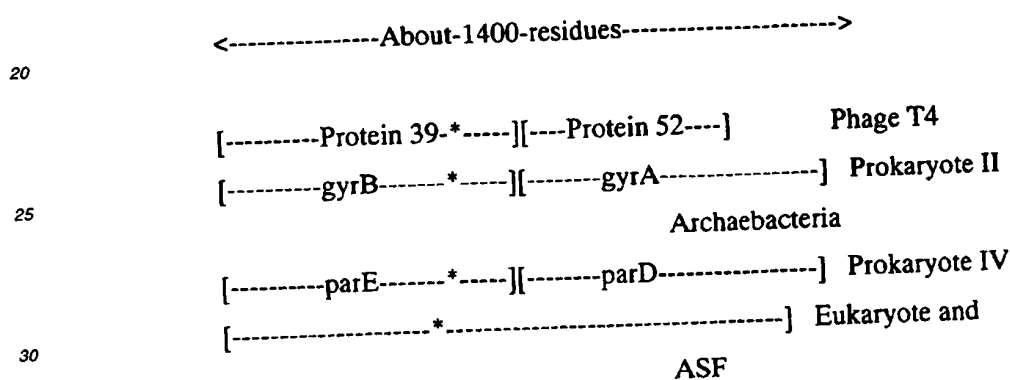 <----------------About-1400-residues----------------------->
20
[----------Protein 39-*-----][----Protein 52----] Phage T4
[----------gyrB-------*-----][--------gyrA-----------------] Prokaryote II
25
Archaebacteria
[----------parE-------*-----][--------parD-----------------] Prokaryote IV
[---------------------*-------------------------------------] Eukaryote and
30
ASF